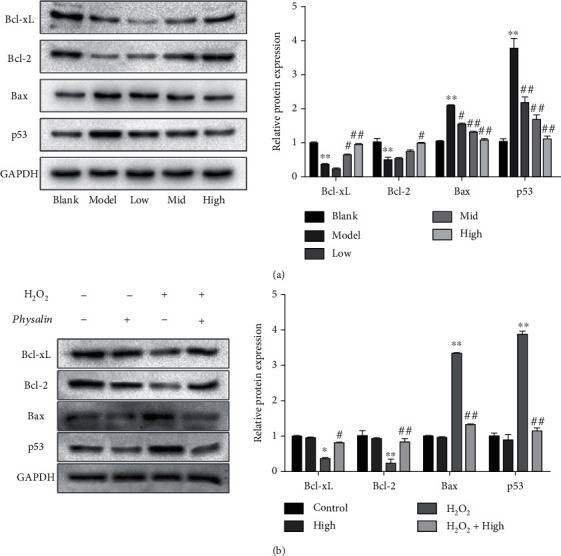 Bcl-xL
Bcl-2
Bax
p53
GAPDH
Blank Model Low Mid High
Relative protein expression
5
4
3
2
1
0
** # ##
** #
** # ## ##
** ## ## ##
Bcl-xL Bcl-2 Bax p53
Blank
Model
Low
Mid
High
(a)
H2O2 – – + +
Physalin – + – +
Bcl-xL
Bcl-2
Bax
p53
GAPDH
Relative protein expression
5
4
3
2
1
0
* #
** ##
** ##
** ##
Bcl-xL Bcl-2 Bax p53
Control
High
H2O2
H2O2 + High
(b)